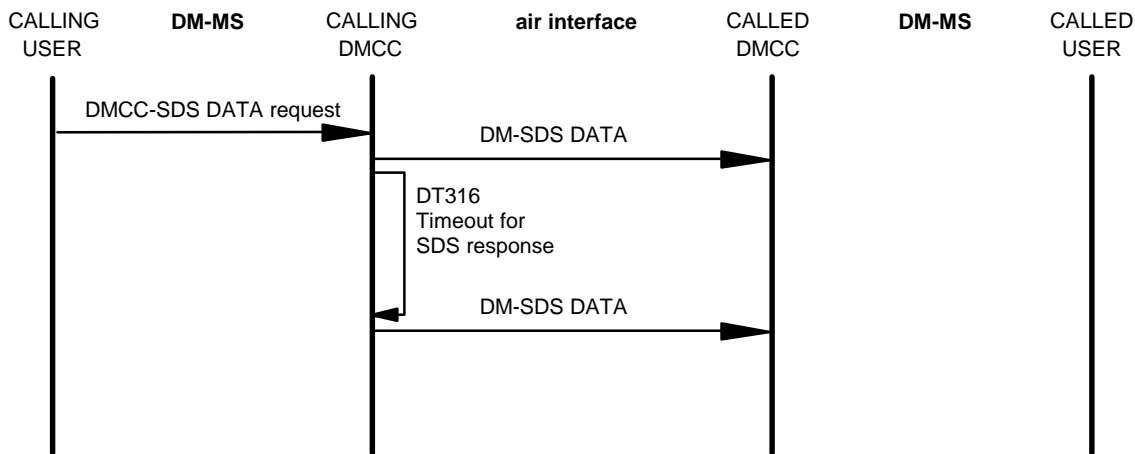 CALLING
USER
DM-MS
CALLING
DMCC
air interface
CALLED
DMCC
DM-MS
CALLED
USER
DMCC-SDS DATA request
DM-SDS DATA
DT316
Timeout for
SDS response
DM-SDS DATA